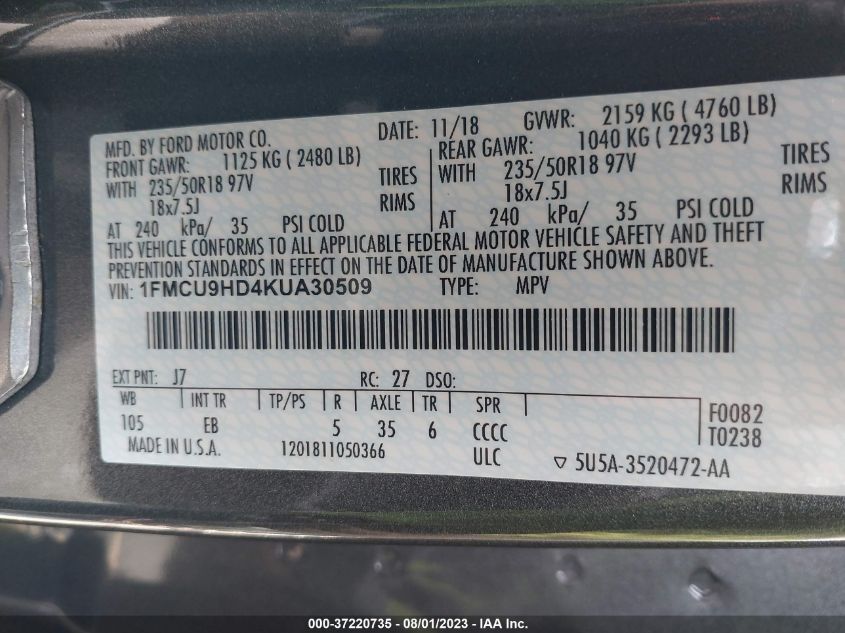 MFD. BY FORD MOTOR CO. DATE: 11/18 GVWR: 2159 KG ( 4760 LB)
FRONT GAWR: 1125 KG ( 2480 LB) REAR GAWR: 1040 KG ( 2293 LB)
WITH 235/50R18 97V TIRES WITH 235/50R18 97V TIRES
18x7.5J RIMS 18x7.5J RIMS
AT 240 kPa/ 35 PSI COLD AT 240 kPa/ 35 PSI COLD
THIS VEHICLE CONFORMS TO ALL APPLICABLE FEDERAL MOTOR VEHICLE SAFETY AND THEFT
PREVENTION STANDARDS IN EFFECT ON THE DATE OF MANUFACTURE SHOWN ABOVE.
VIN: 1FMCU9HD4KUA30509 TYPE: MPV
EXT PNT: J7 RC: 27 DSO:
WB INT TR TP/PS R AXLE TR SPR F0082
105 EB 5 35 6 CCCC T0238
MADE IN U.S.A. 1201811050366 ULC ▽ 5U5A-3520472-AA
000-37220735 - 08/01/2023 - IAA Inc.